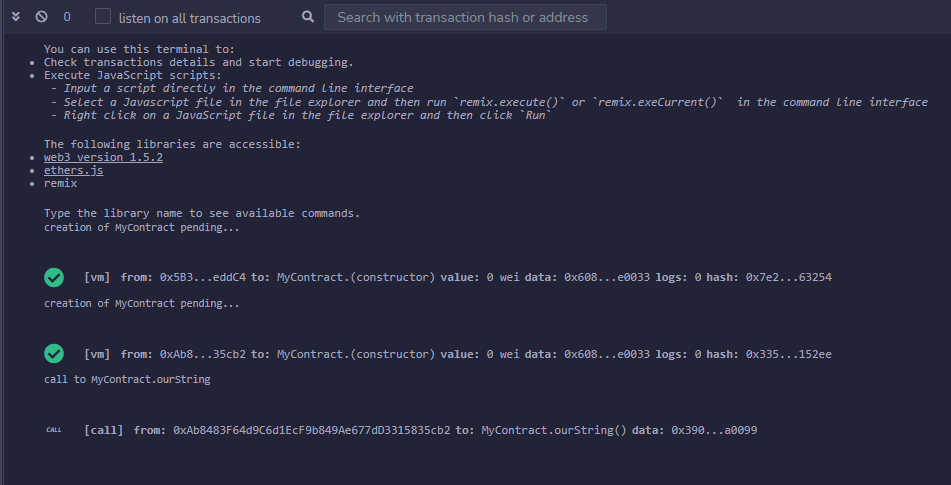 0 listen on all transactions Search with transaction hash or address
You can use this terminal to:
• Check transactions details and start debugging.
• Execute JavaScript scripts:
- Input a script directly in the command line interface
- Select a Javascript file in the file explorer and then run `remix.execute()` or `remix.exeCurrent()` in the command line interface
- Right click on a JavaScript file in the file explorer and then click `Run`
The following libraries are accessible:
• web3 version 1.5.2
• ethers.js
• remix
Type the library name to see available commands.
creation of MyContract pending...
[vm] from: 0x5B3...eddC4 to: MyContract.(constructor) value: 0 wei data: 0x608...e0033 logs: 0 hash: 0x7e2...63254
creation of MyContract pending...
[vm] from: 0xAb8...35cb2 to: MyContract.(constructor) value: 0 wei data: 0x608...e0033 logs: 0 hash: 0x335...152ee
call to MyContract.ourString
CALL [call] from: 0xAb8483F64d9C6d1EcF9b849Ae677dD3315835cb2 to: MyContract.ourString() data: 0x390...a0099